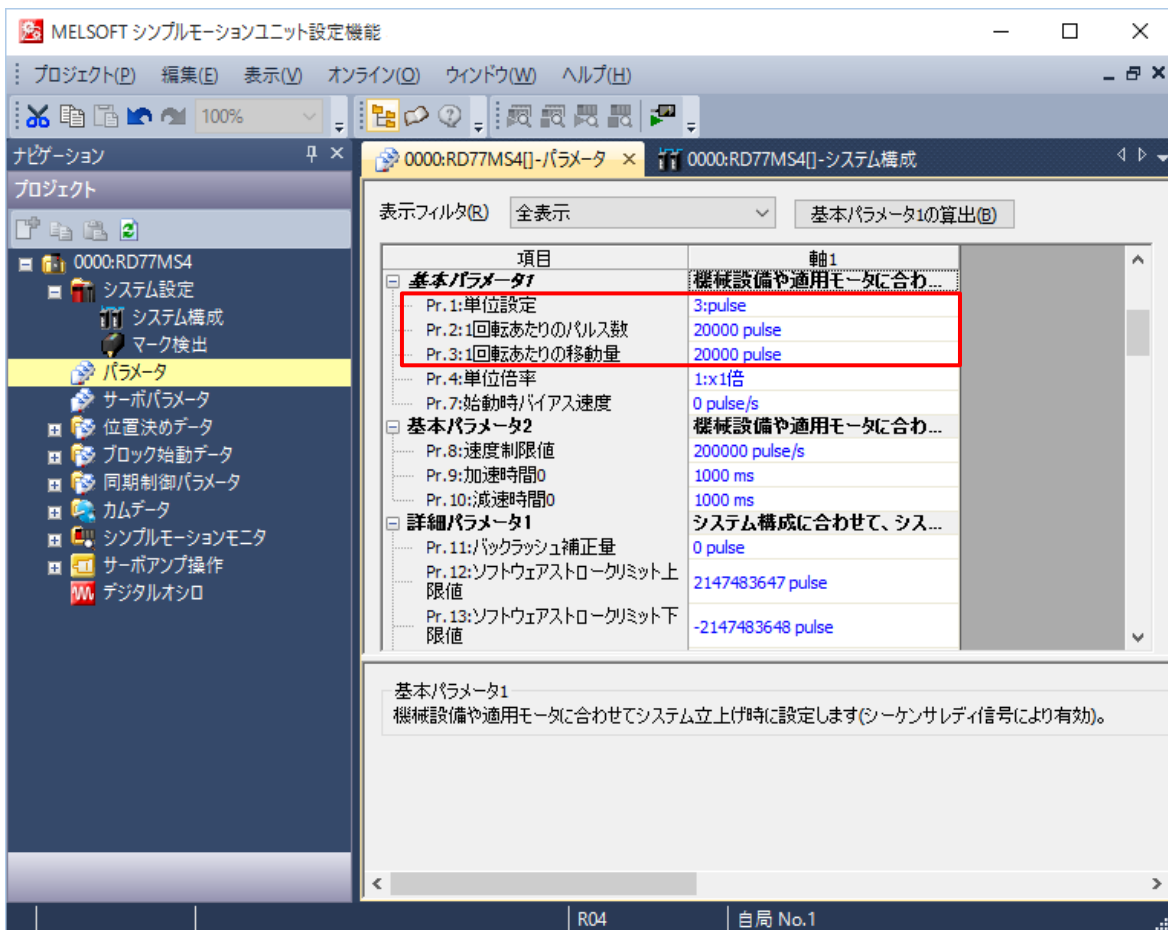 MELSOFT シンプルモーションユニット設定機能
プロジェクト(P) 編集(E) 表示(V) オンライン(O) ウィンドウ(W) ヘルプ(H)
100%
ナビゲーション
プロジェクト
0000:RD77MS4
システム設定
システム構成
マーク検出
パラメータ
サーボパラメータ
位置決めデータ
ブロック始動データ
同期制御パラメータ
カムデータ
シンプルモーションモニタ
サーボアンプ操作
デジタルオシロ
0000:RD77MS4[]-パラメータ 0000:RD77MS4[]-システム構成
表示フィルタ(R) 全表示 基本パラメータ1の算出(B)
項目 軸1
基本パラメータ1 機械設備や適用モータに合わ...
Pr.1:単位設定 3:pulse
Pr.2:1回転あたりのパルス数 20000 pulse
Pr.3:1回転あたりの移動量 20000 pulse
Pr.4:単位倍率 1:x1倍
Pr.7:始動時バイアス速度 0 pulse/s
基本パラメータ2 機械設備や適用モータに合わ...
Pr.8:速度制限値 200000 pulse/s
Pr.9:加速時間0 1000 ms
Pr.10:減速時間0 1000 ms
詳細パラメータ1 システム構成に合わせて、シス...
Pr.11:バックラッシュ補正量 0 pulse
Pr.12:ソフトウェアストロークリミット上
限値 2147483647 pulse
Pr.13:ソフトウェアストロークリミット下
限値 -2147483648 pulse
基本パラメータ1
機械設備や適用モータに合わせてシステム立上げ時に設定します(シーケンサレディ信号により有効)。
R04 自局 No.1